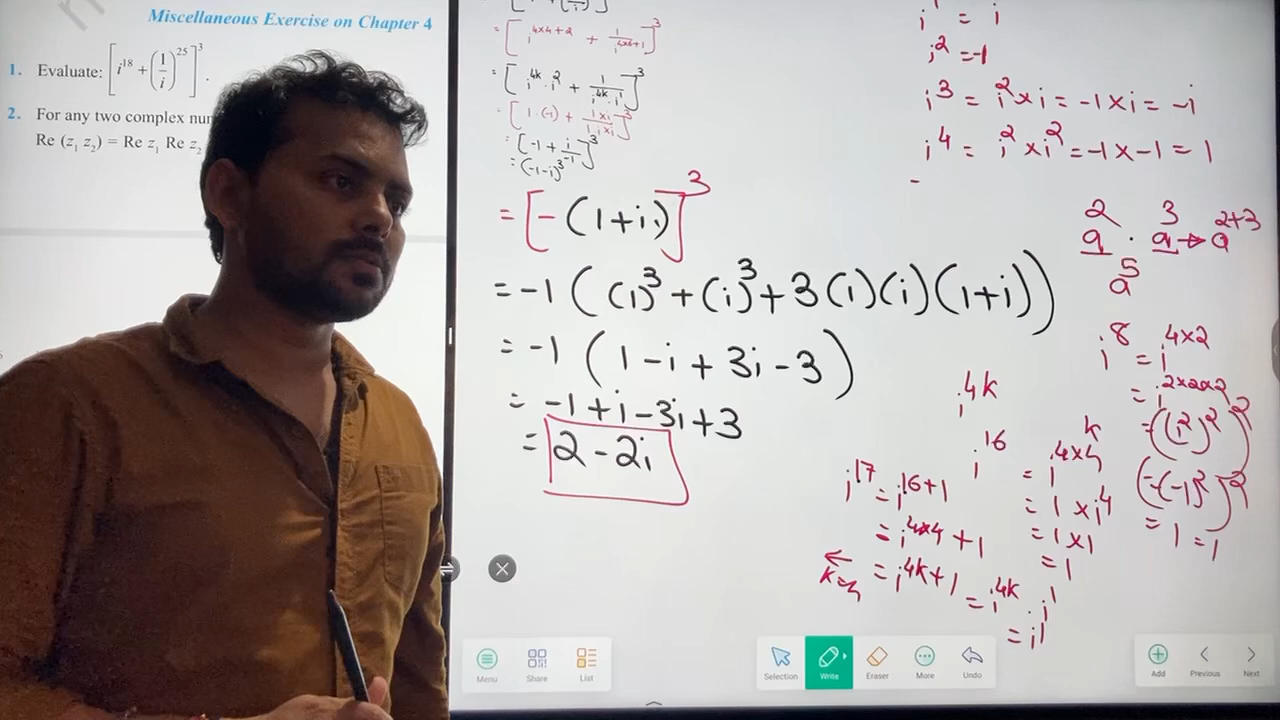 Miscellaneous Exercise on Chapter 4
1. Evaluate: [i^18 + (1/i)^25]^3.
2. For any two complex nu
Re (z₁ z₂) = Re z₁ Re z₂
= [i^(4×4+2) + 1/i^(4×6+1)]^3
= [i^4k · i^2 + 1/(i^4k · i^1)]^3
= [1·(-1) + (1×i)/(1·i×i)]^3
= [-1 + i/-1]^3
= (-1-i)^3
= [-(1+i)]^3
= -1 ((1)^3 + (i)^3 + 3(1)(i)(1+i))
= -1 (1 - i + 3i - 3)
= -1 + i - 3i + 3
= 2 - 2i
i^1 = i
i^2 = -1
i^3 = i^2 × i = -1 × i = -i
i^4 = i^2 × i^2 = -1 × -1 = 1
a^2 · a^3 → a^(2+3)
a^5
i^8 = i^(4×2)
= i^(2×2×2)
= ((i^2)^2)^2
((-1)^2)^2
= 1 = 1
i^4k
i^16 = i^(4×4) k
= 1 × i^4
= 1 × 1
= 1
i^17 = i^(16+1)
= i^(4×4+1)
k=4 = i^(4k+1)
= i^4k i^1
= i^1
Menu Share List Selection Write Eraser More Undo Add Previous Next